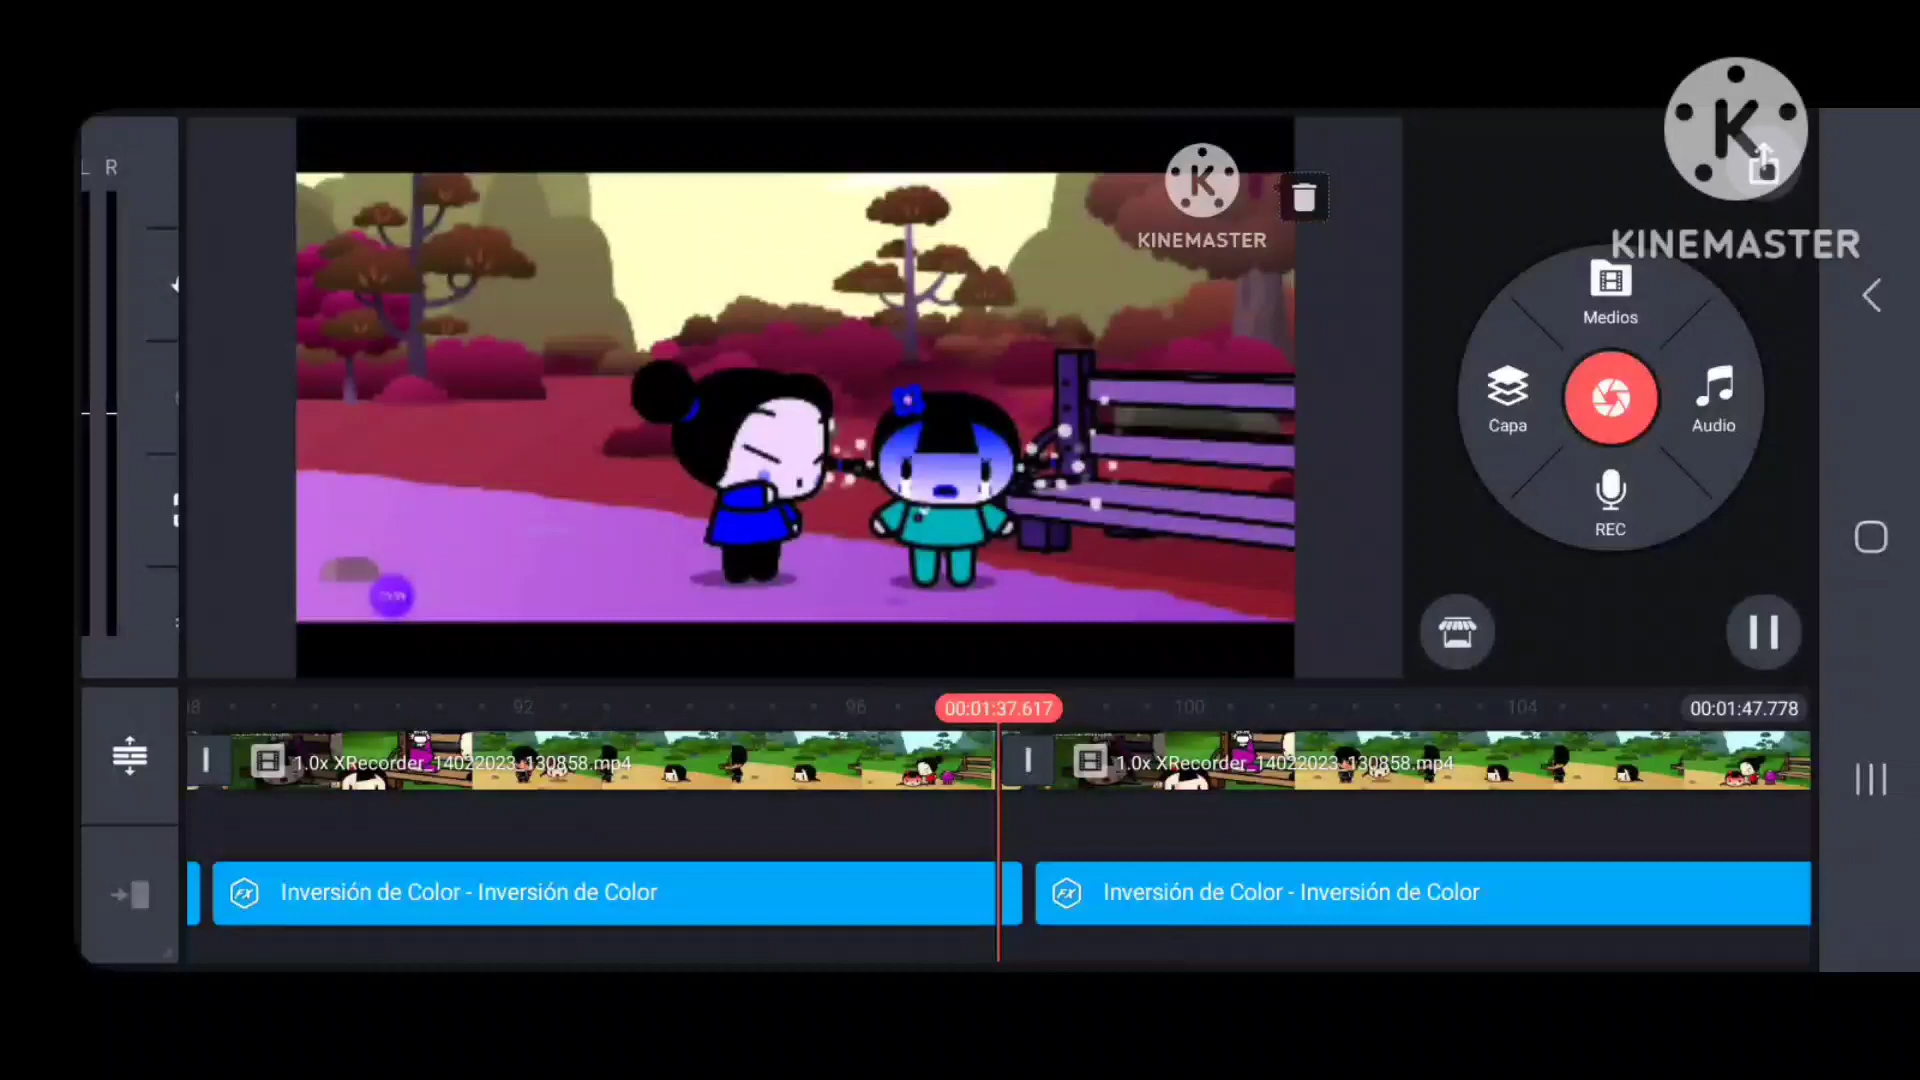 L R
KINEMASTER
KINEMASTER
Medios
Capa
Audio
REC
92
96
00:01:37.617
100
104
00:01:47.778
1.0x XRecorder_14022023_130858.mp4
1.0x XRecorder_14022023_130858.mp4
Inversión de Color - Inversión de Color
Inversión de Color - Inversión de Color